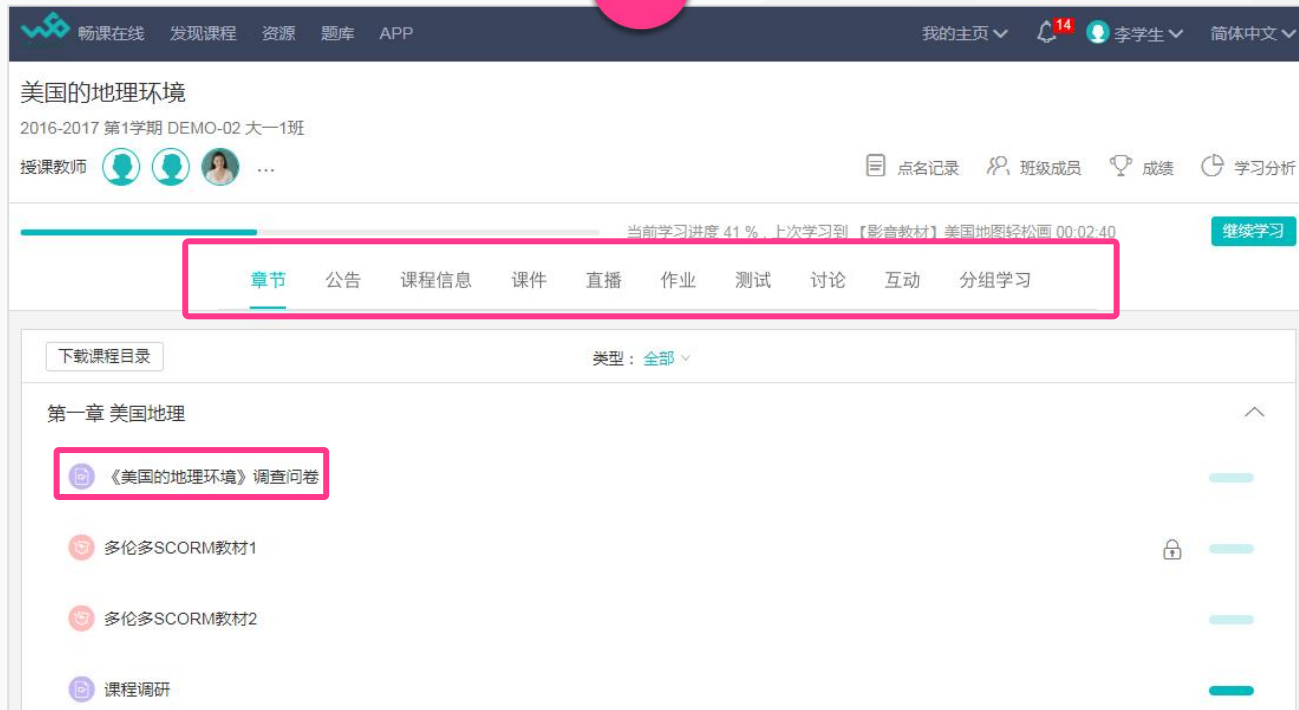 畅课在线 发现课程 资源 题库 APP 我的主页 14 李学生 简体中文
美国的地理环境
2016-2017 第1学期 DEMO-02 大一1班
授课教师 ... 点名记录 班级成员 成绩 学习分析
当前学习进度 41 % , 上次学习到 【影音教材】美国地图轻松画 00:02:40 继续学习
章节 公告 课程信息 课件 直播 作业 测试 讨论 互动 分组学习
下载课程目录 类型：全部
第一章 美国地理
《美国的地理环境》调查问卷
多伦多SCORM教材1
多伦多SCORM教材2
课程调研